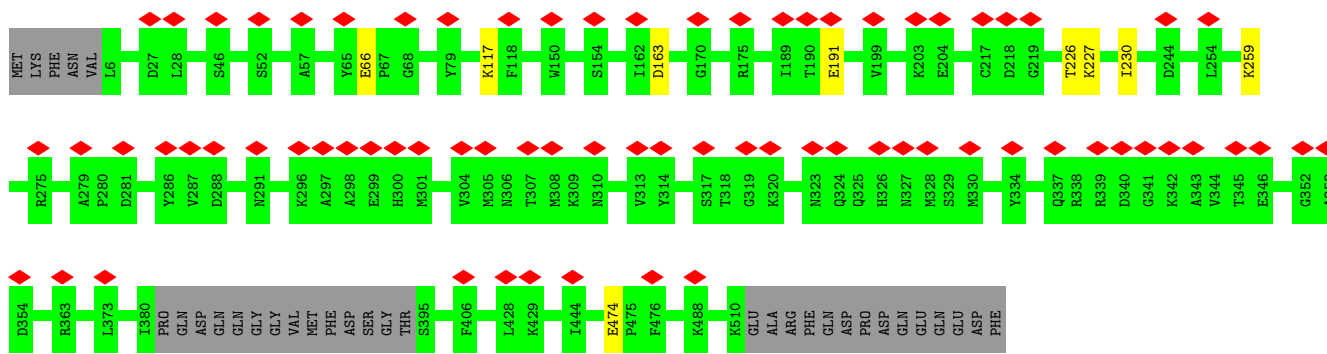 MET LYS PHE ASN VAL L6 D27 L28 S46 S52 A57 Y65 E66 P67 G68 Y79 K117 F118 W150 S154 I162 D163 G170 R175 I189 T190 E191 V199 K203 E204 C217 D218 G219 T226 K227 I230 D244 L254 K259
R275 A279 P280 D281 Y286 V287 D288 N291 K296 A297 A298 E299 H300 M301 V304 M305 N306 T307 M308 K309 N310 V313 Y314 S317 T318 G319 K320 N323 Q324 Q325 H326 N327 M328 S329 M330 Y334 Q337 R338 R339 D340 G341 K342 A343 V344 T345 E346 G352
D354 R363 L373 I380 PRO GLN ASP GLN GLN GLY GLY VAL MET PHE ASP SER GLY THR S395 F406 L428 K429 I444 E474 P475 F476 K488 K510 GLU ALA ARG PHE GLN ASP PRO ASP GLN GLU GLN GLU ASP PHE